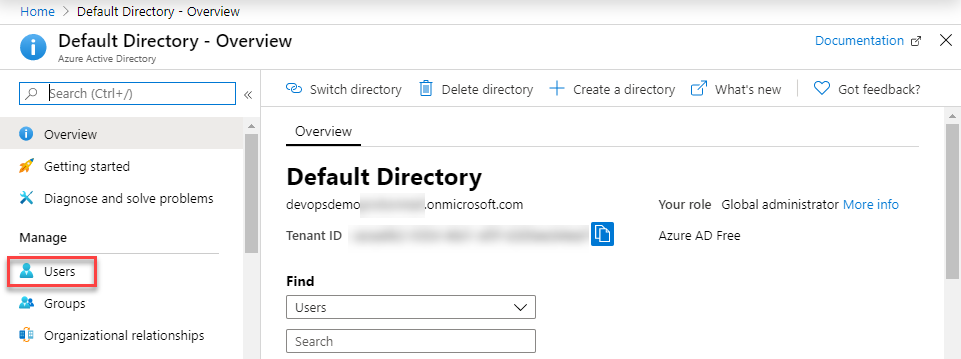 Home > Default Directory - Overview
Default Directory - Overview
Azure Active Directory
Documentation
Search (Ctrl+/)
Overview
Getting started
Diagnose and solve problems
Manage
Users
Groups
Organizational relationships
Switch directory
Delete directory
Create a directory
What's new
Got feedback?
Overview
Default Directory
devopsdemo .onmicrosoft.com
Your role Global administrator More info
Tenant ID
Azure AD Free
Find
Users
Search